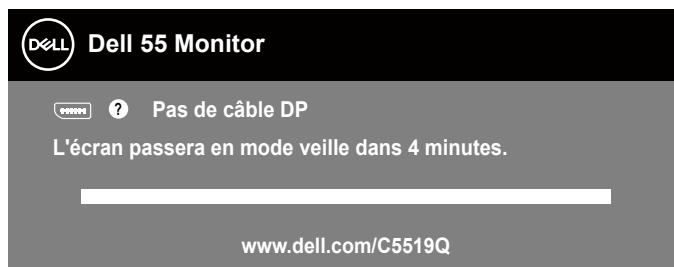 DELL Dell 55 Monitor
? Pas de câble DP
L'écran passera en mode veille dans 4 minutes.
www.dell.com/C5519Q